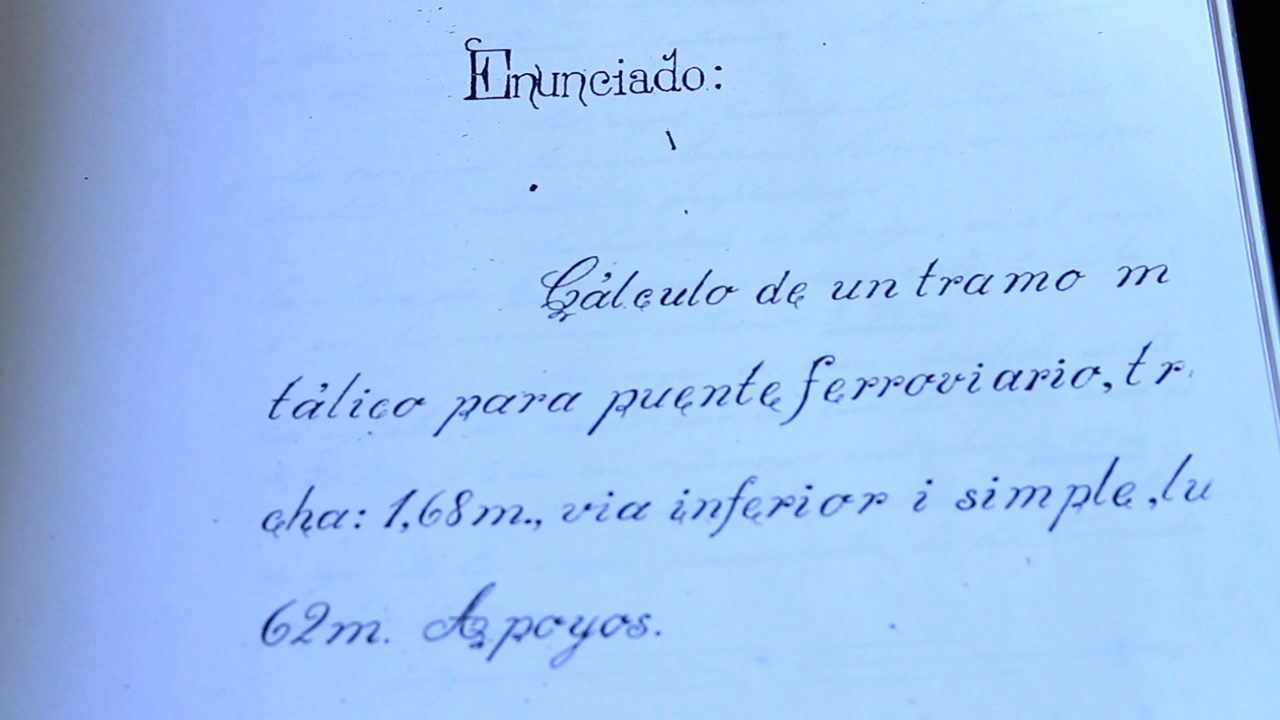 Enunciado:
Cálculo de un tramo m
tálico para puente ferroviario, tr
cha: 1,68m., via inferior i simple, lu
62m. Apoyos.